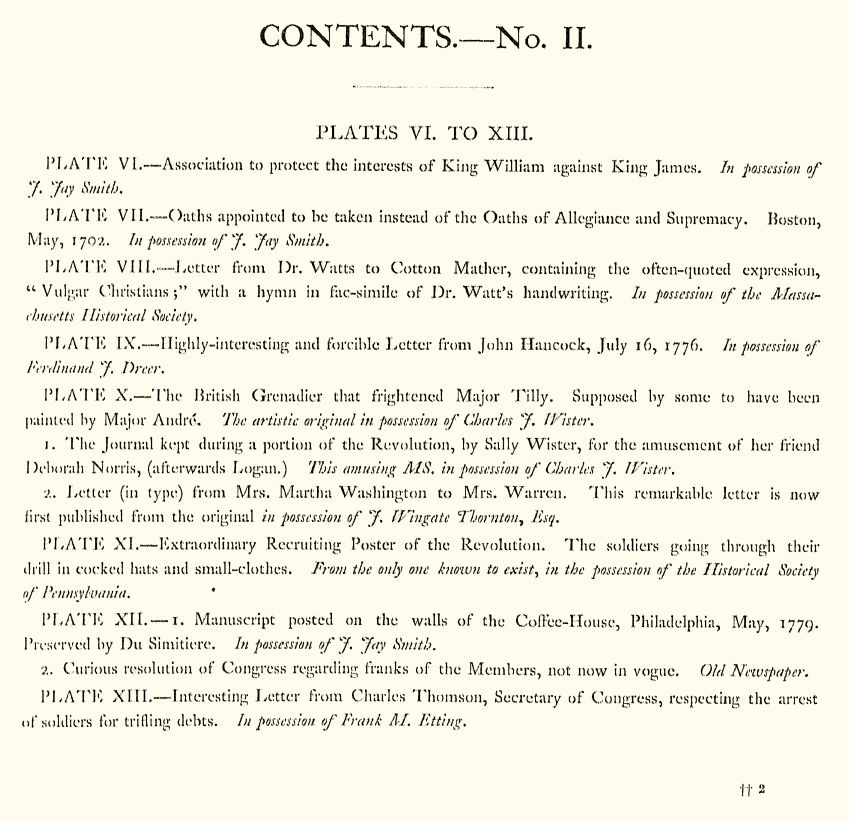 CONTENTS.—No. II.
PLATES VI. TO XIII.
PLATE VI.—Association to protect the interests of King William against King James. In possession of
J. Jay Smith.
PLATE VII.—Oaths appointed to be taken instead of the Oaths of Allegiance and Supremacy. Boston,
May, 1702. In possession of J. Jay Smith.
PLATE VIII.—Letter from Dr. Watts to Cotton Mather, containing the often-quoted expression,
“Vulgar Christians;” with a hymn in fac-simile of Dr. Watt's handwriting. In possession of the Massa-
chusetts Historical Society.
PLATE IX.—Highly-interesting and forcible Letter from John Hancock, July 16, 1776. In possession of
Ferdinand J. Dreer.
PLATE X.—The British Grenadier that frightened Major Tilly. Supposed by some to have been
painted by Major André. The artistic original in possession of Charles J. Wister.
1. The Journal kept during a portion of the Revolution, by Sally Wister, for the amusement of her friend
Deborah Norris, (afterwards Logan.) This amusing MS. in possession of Charles J. Wister.
2. Letter (in type) from Mrs. Martha Washington to Mrs. Warren. This remarkable letter is now
first published from the original in possession of J. Wingate Thornton, Esq.
PLATE XI.—Extraordinary Recruiting Poster of the Revolution. The soldiers going through their
drill in cocked hats and small-clothes. From the only one known to exist, in the possession of the Historical Society
of Pennsylvania.
PLATE XII.—1. Manuscript posted on the walls of the Coffee-House, Philadelphia, May, 1779.
Preserved by Du Simitiere. In possession of J. Jay Smith.
2. Curious resolution of Congress regarding franks of the Members, not now in vogue. Old Newspaper.
PLATE XIII.—Interesting Letter from Charles Thomson, Secretary of Congress, respecting the arrest
of soldiers for trifling debts. In possession of Frank M. Etting.
†† 2